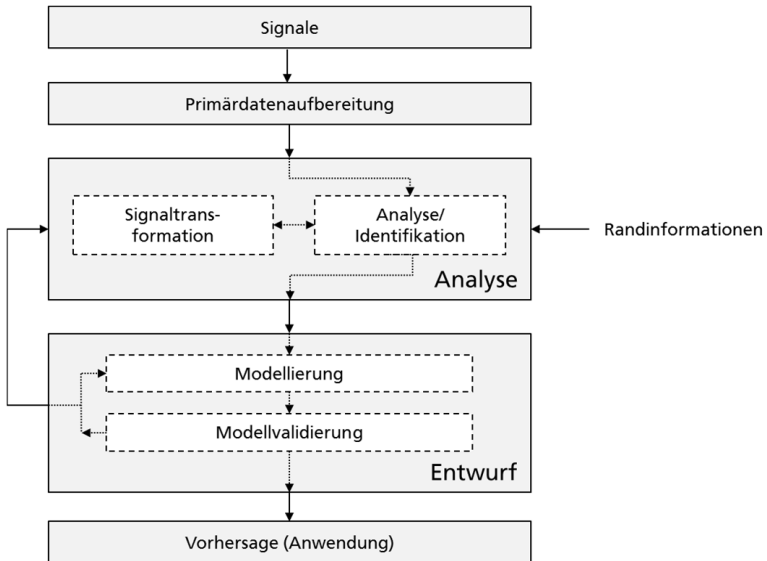 Signale
Primärdatenaufbereitung
Signaltrans-
formation
Analyse/
Identifikation
Randinformationen
Analyse
Modellierung
Modellvalidierung
Entwurf
Vorhersage (Anwendung)